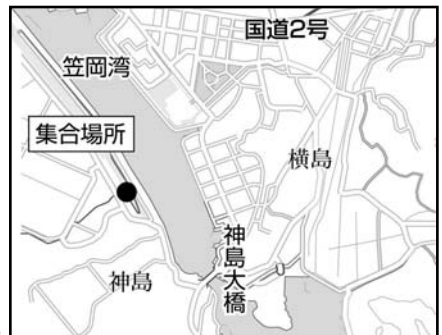 国道2号
笠岡湾
集合場所
横島
神島大橋
神島